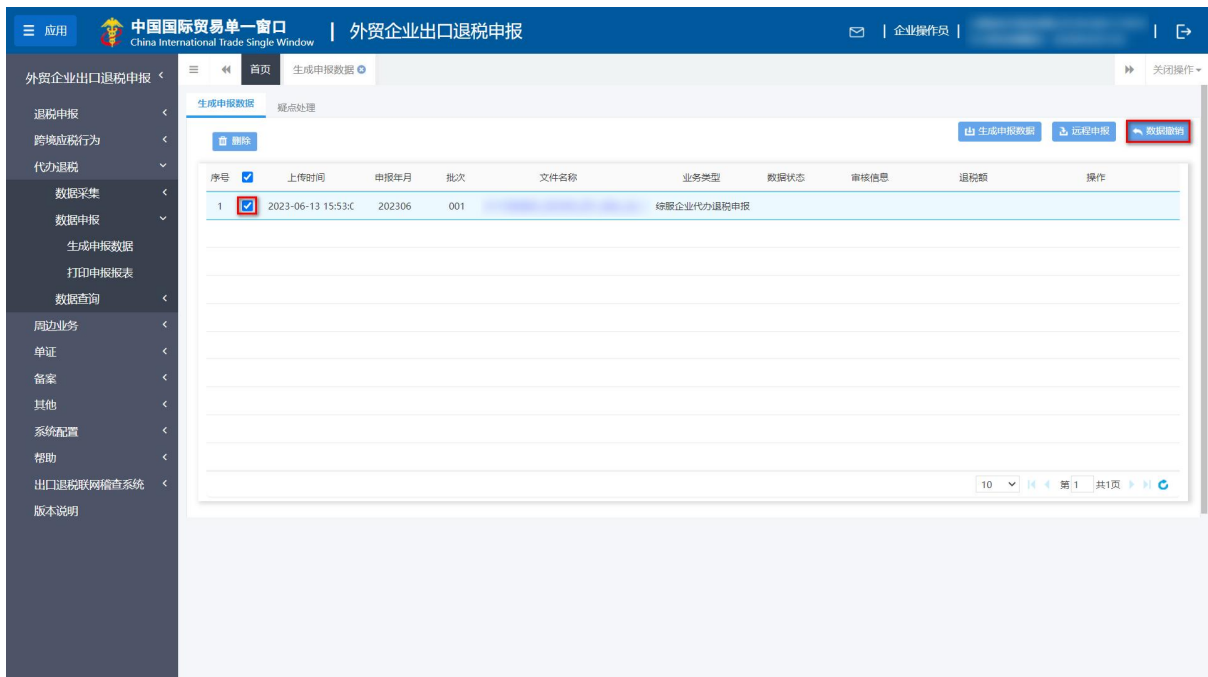 应用 中国国际贸易单一窗口 | 外贸企业出口退税申报 | 企业操作员 | |
China International Trade Single Window
外贸企业出口退税申报
首页 生成申报数据 关闭操作
退税申报
跨境应税行为
代办退税
数据采集
数据申报
生成申报数据
打印申报报表
数据查询
周边业务
单证
备案
其他
系统配置
帮助
出口退税联网稽查系统
版本说明
生成申报数据 疑点处理
删除 生成申报数据 远程申报 数据撤销
序号 上传时间 申报年月 批次 文件名称 业务类型 数据状态 审核信息 退税额 操作
1 2023-06-13 15:53:0 202306 001 综服企业代办退税申报
10 第 1 共1页